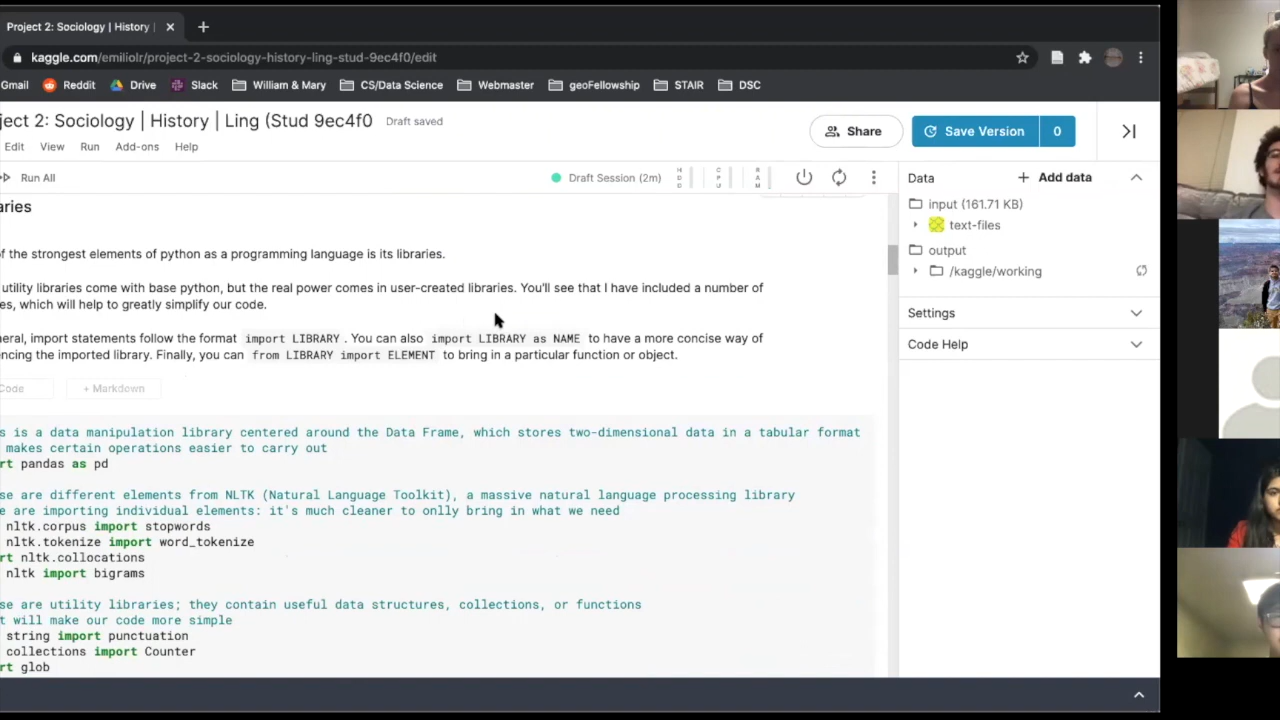 Project 2: Sociology | History |
kaggle.com/emiliolr/project-2-sociology-history-ling-stud-9ec4f0/edit
Gmail Reddit Drive Slack William & Mary CS/Data Science Webmaster geoFellowship STAIR DSC
ject 2: Sociology | History | Ling (Stud 9ec4f0 Draft saved
Share Save Version 0
Edit View Run Add-ons Help
Run All Draft Session (2m) HDD CPU RAM
Data + Add data
input (161.71 KB)
text-files
output
/kaggle/working
Settings
Code Help
aries
of the strongest elements of python as a programming language is its libraries.
utility libraries come with base python, but the real power comes in user-created libraries. You'll see that I have included a number of
es, which will help to greatly simplify our code.
neral, import statements follow the format import LIBRARY . You can also import LIBRARY as NAME to have a more concise way of
encing the imported library. Finally, you can from LIBRARY import ELEMENT to bring in a particular function or object.
Code + Markdown
s is a data manipulation library centered around the Data Frame, which stores two-dimensional data in a tabular format
makes certain operations easier to carry out
rt pandas as pd
se are different elements from NLTK (Natural Language Toolkit), a massive natural language processing library
e are importing individual elements: it's much cleaner to onlly bring in what we need
nltk.corpus import stopwords
nltk.tokenize import word_tokenize
rt nltk.collocations
nltk import bigrams
se are utility libraries; they contain useful data structures, collections, or functions
t will make our code more simple
string import punctuation
collections import Counter
rt glob